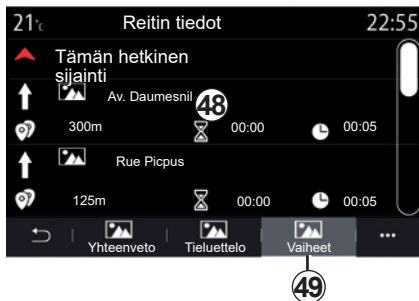 21°c Reitin tiedot 22:55
Tämän hetkinen
sijainti
Av. Daumesnil
48
300m 00:00 00:05
Rue Picpus
125m 00:00 00:05
Yhteenveto Tieluettelo Vaiheet ...
49